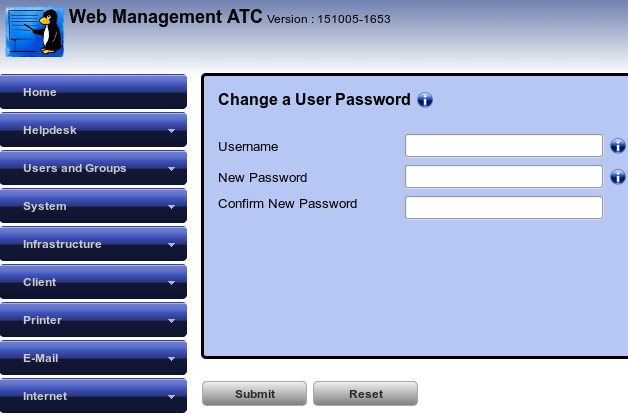 Web Management ATC Version : 151005-1653
Home
Helpdesk
Users and Groups
System
Infrastructure
Client
Printer
E-Mail
Internet
Change a User Password
Username
New Password
Confirm New Password
Submit Reset